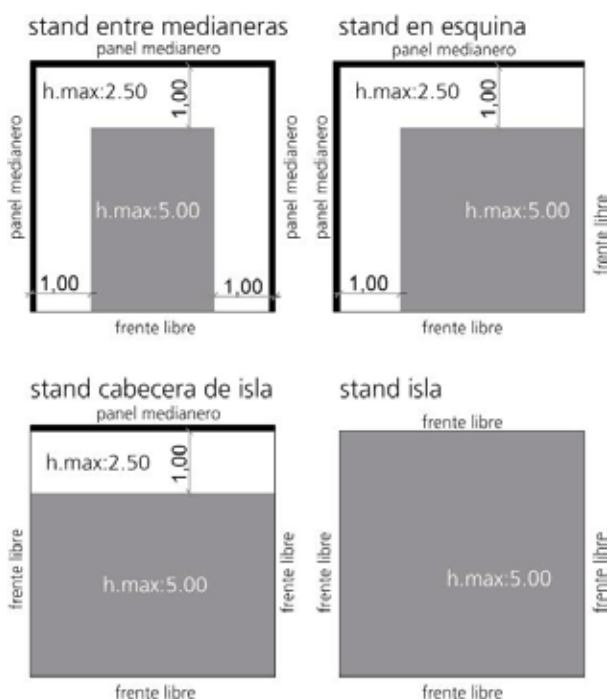 stand entre medianeras
panel medianero
h.max:2.50
1,00
panel medianero
h.max:5.00
panel medianero
1,00
1,00
frente libre
stand en esquina
panel medianero
h.max:2.50
1,00
panel medianero
h.max:5.00
frente libre
1,00
frente libre
stand cabecera de isla
panel medianero
h.max:2.50
1,00
frente libre
h.max:5.00
frente libre
frente libre
stand isla
frente libre
frente libre
h.max:5.00
frente libre
frente libre